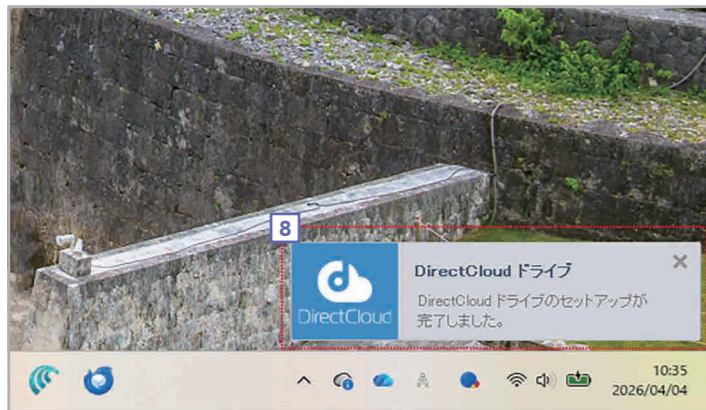 8
DirectCloud
DirectCloud ドライブ
DirectCloud ドライブのセットアップが
完了しました。
10:35
2026/04/04